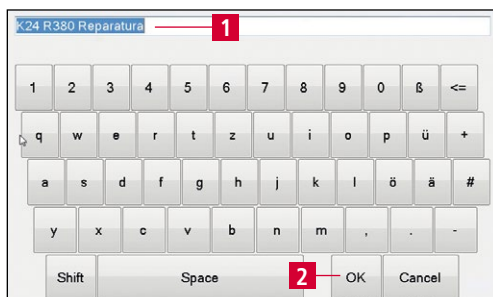 K24 R380 Reparatura 1
1 2 3 4 5 6 7 8 9 0 ß <=
q w e r t z u i o p ü +
a s d f g h j k l ö ä #
y x c v b n m , . -
Shift Space 2 OK Cancel